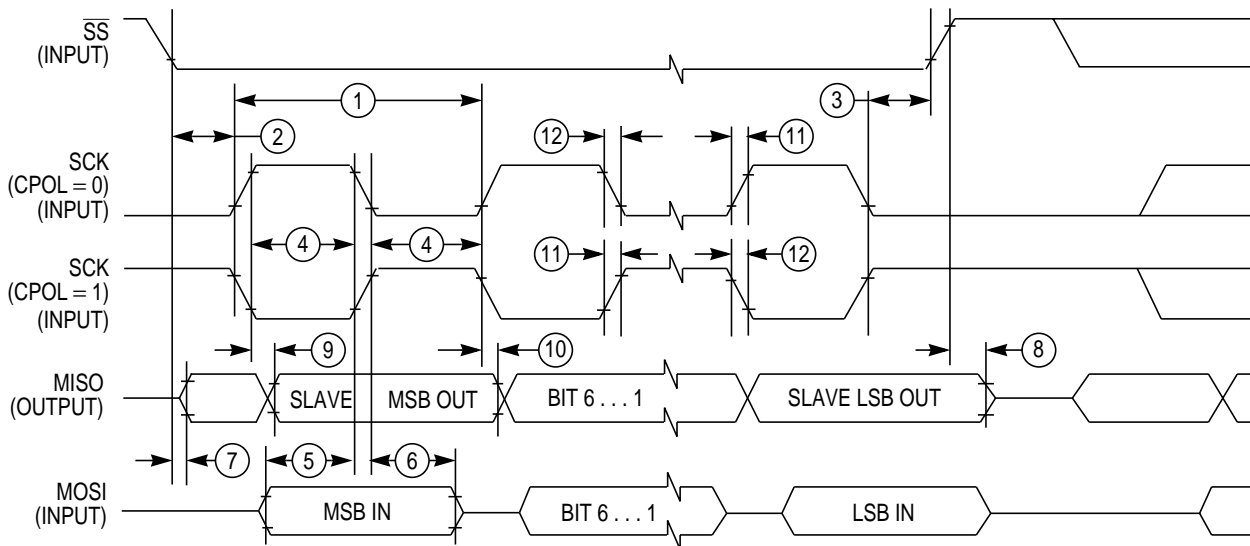 SS
(INPUT)
1
3
2
12
11
SCK
(CPOL = 0)
(INPUT)
4
4
11
12
SCK
(CPOL = 1)
(INPUT)
9
10
8
MISO
(OUTPUT)
SLAVE
MSB OUT
BIT 6 . . . 1
SLAVE LSB OUT
7
5
6
MOSI
(INPUT)
MSB IN
BIT 6 . . . 1
LSB IN